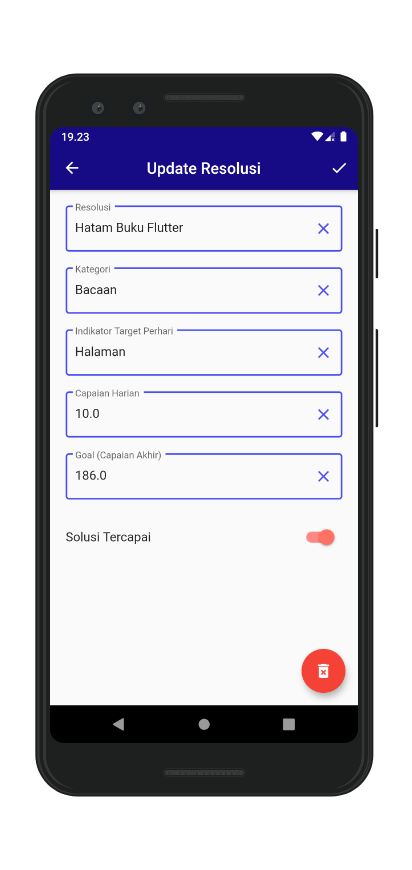 19.23
Update Resolusi
Resolusi
Hatam Buku Flutter
Kategori
Bacaan
Indikator Target Perhari
Halaman
Capaian Harian
10.0
Goal (Capaian Akhir)
186.0
Solusi Tercapai